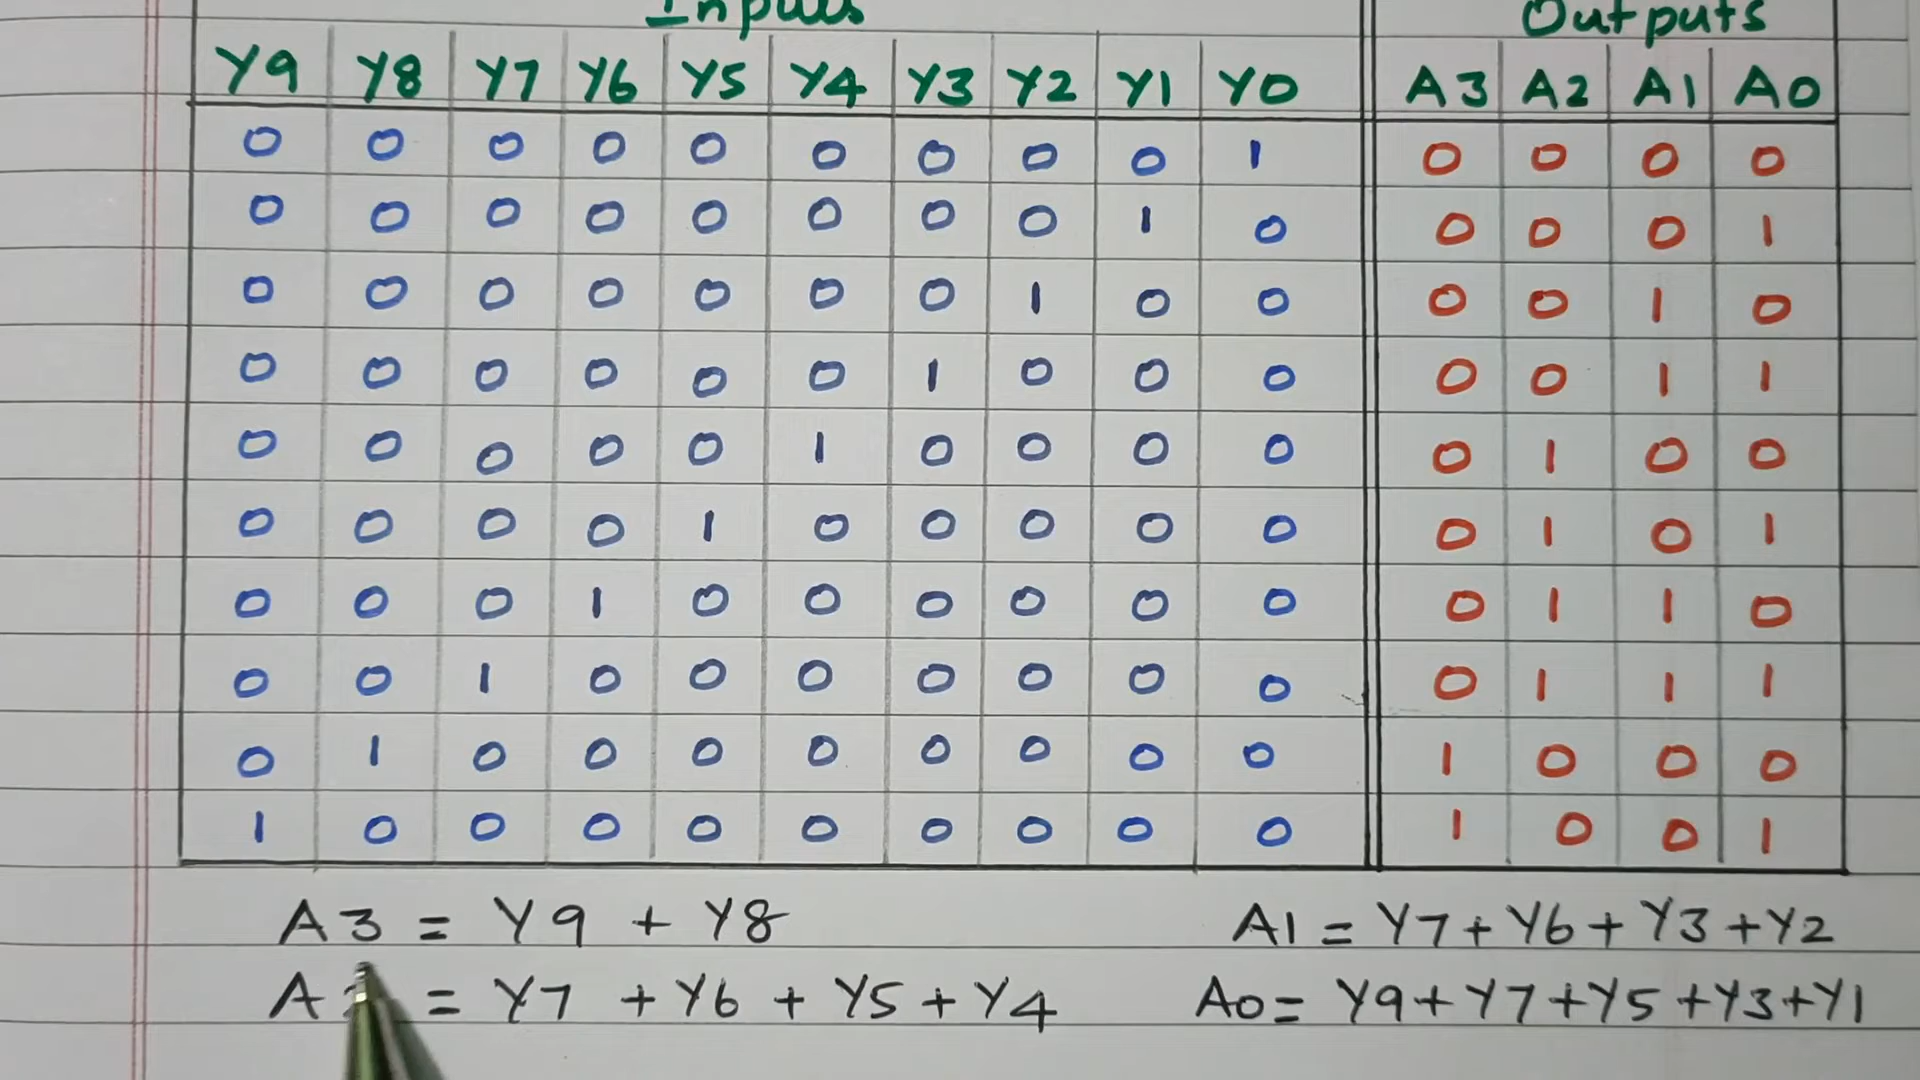 Inputs Outputs
Y9 Y8 Y7 Y6 Y5 Y4 Y3 Y2 Y1 Y0 A3 A2 A1 A0
0 0 0 0 0 0 0 0 0 1 0 0 0 0
0 0 0 0 0 0 0 0 1 0 0 0 0 1
0 0 0 0 0 0 0 1 0 0 0 0 1 0
0 0 0 0 0 0 1 0 0 0 0 0 1 1
0 0 0 0 0 1 0 0 0 0 0 1 0 0
0 0 0 0 1 0 0 0 0 0 0 1 0 1
0 0 0 1 0 0 0 0 0 0 0 1 1 0
0 0 1 0 0 0 0 0 0 0 0 1 1 1
0 1 0 0 0 0 0 0 0 0 1 0 0 0
1 0 0 0 0 0 0 0 0 0 1 0 0 1
A3 = Y9 + Y8 A1 = Y7 + Y6 + Y3 + Y2
A2 = Y7 + Y6 + Y5 + Y4 A0 = Y9 + Y7 + Y5 + Y3 + Y1